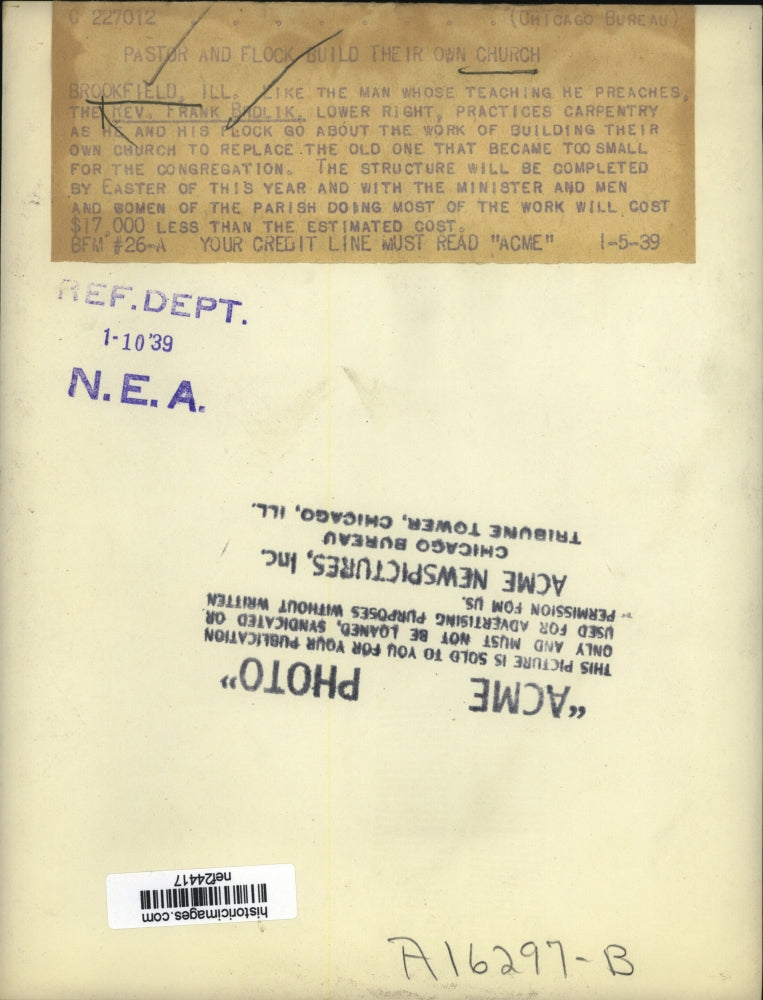 C 227012 . . . . . . . (CHICAGO BUREAU)
PASTOR AND FLOCK BUILD THEIR OWN CHURCH
BROOKFIELD, ILL. LIKE THE MAN WHOSE TEACHING HE PREACHES,
THE REV. FRANK LOWER RIGHT, PRACTICES CARPENTRY
AS HE AND HIS FLOCK GO ABOUT THE WORK OF BUILDING THEIR
OWN CHURCH TO REPLACE THE OLD ONE THAT BECAME TOO SMALL
FOR THE CONGREGATION. THE STRUCTURE WILL BE COMPLETED
BY EASTER OF THIS YEAR AND WITH THE MINISTER AND MEN
AND WOMEN OF THE PARISH DOING MOST OF THE WORK WILL COST
$17,000 LESS THAN THE ESTIMATED COST.
BFM #26-A YOUR CREDIT LINE MUST READ "ACME" 1-5-39
REF.DEPT.
1-10'39
N.E.A.
"ACME PHOTO"
THIS PICTURE IS SOLD TO YOU FOR YOUR PUBLICATION
ONLY AND MUST NOT BE LOANED, SYNDICATED OR
USED FOR ADVERTISING PURPOSES WITHOUT WRITTEN
PERMISSION FOM US.
ACME NEWSPICTURES, Inc.
CHICAGO BUREAU
TRIBUNE TOWER, CHICAGO, ILL.
historicimages.com
nef24417
A16297-B